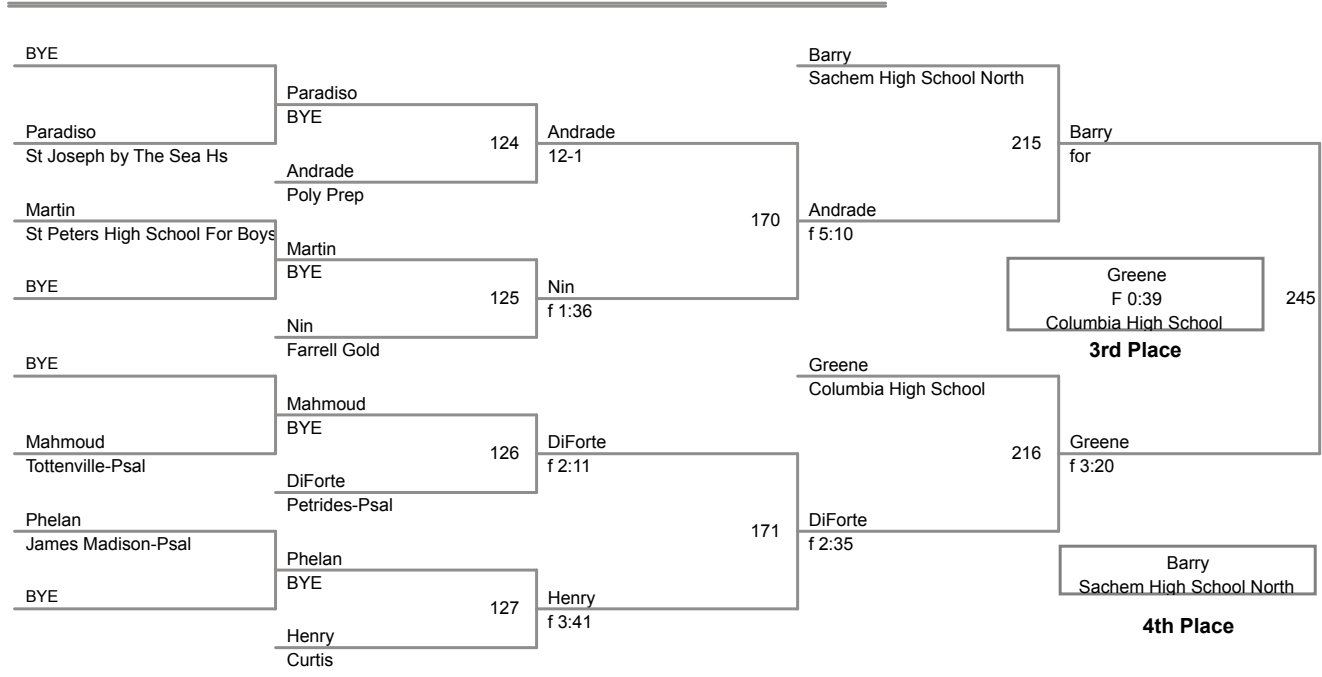 BYE
Paradiso
St Joseph by The Sea Hs
Martin
St Peters High School For Boys
BYE
BYE
Mahmoud
Tottenville-Psal
Phelan
James Madison-Psal
BYE
Paradiso
BYE
124
Andrade
Poly Prep
Martin
BYE
125
Nin
Farrell Gold
Mahmoud
BYE
126
DiForte
Petrides-Psal
Phelan
BYE
127
Henry
Curtis
Andrade
12-1
170
Nin
f 1:36
DiForte
f 2:11
171
Henry
f 3:41
Barry
Sachem High School North
215
Andrade
f 5:10
Greene
Columbia High School
216
DiForte
f 2:35
Barry
for
Greene
F 0:39
Columbia High School
245
3rd Place
Greene
f 3:20
Barry
Sachem High School North
4th Place